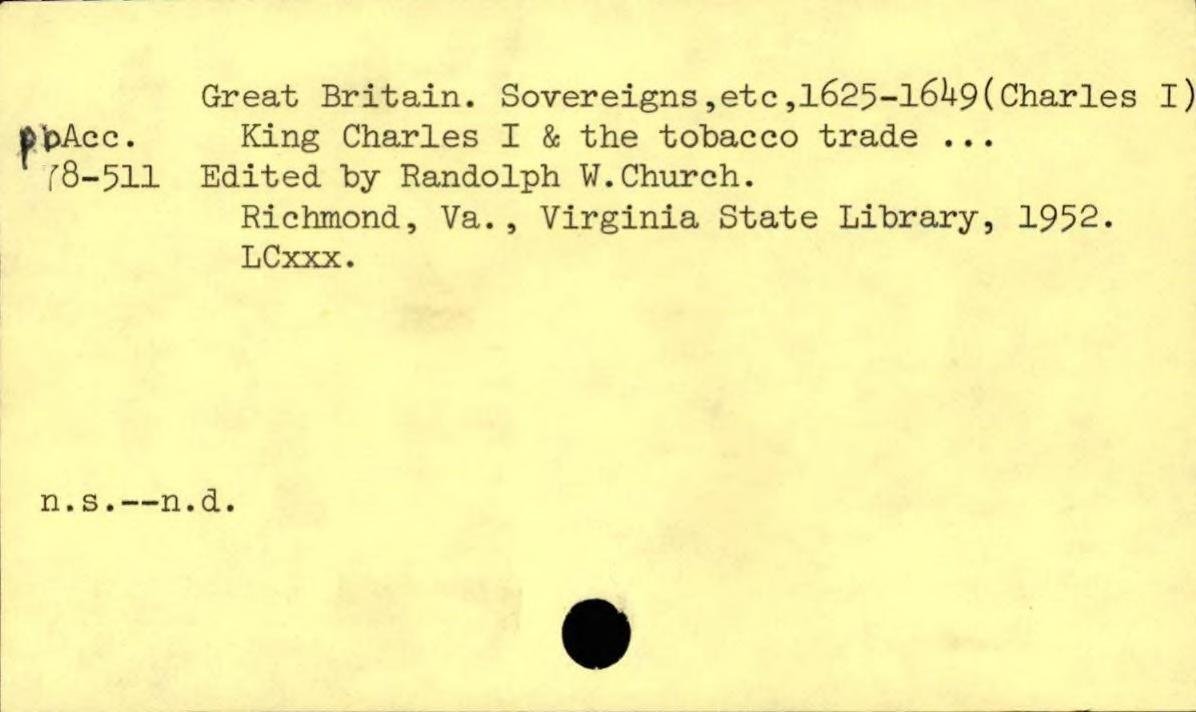 Great Britain. Sovereigns,etc,1625-1649(Charles I)
ppAcc. King Charles I & the tobacco trade ...
78-511 Edited by Randolph W.Church.
Richmond, Va., Virginia State Library, 1952.
LCxxx.
n.s.--n.d.